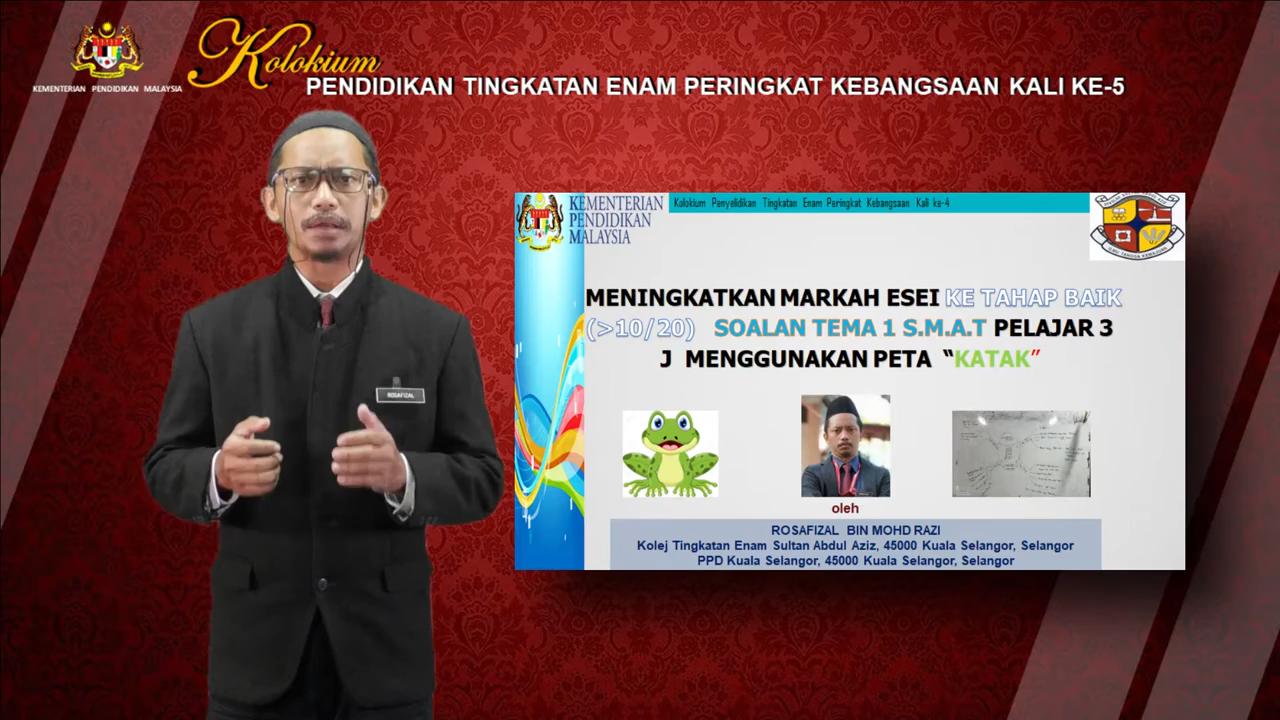 Kolokium
KEMENTERIAN PENDIDIKAN MALAYSIA
PENDIDIKAN TINGKATAN ENAM PERINGKAT KEBANGSAAN KALI KE-5
KEMENTERIAN
PENDIDIKAN
MALAYSIA
Kolokium Penyelidikan Tingkatan Enam Peringkat Kebangsaan Kali ke-4
MENINGKATKAN MARKAH ESEI KE TAHAP BAIK
(>10/20) SOALAN TEMA 1 S.M.A.T PELAJAR 3
J MENGGUNAKAN PETA “KATAK”
ROSAFIZAL
oleh
ROSAFIZAL BIN MOHD RAZI
Kolej Tingkatan Enam Sultan Abdul Aziz, 45000 Kuala Selangor, Selangor
PPD Kuala Selangor, 45000 Kuala Selangor, Selangor